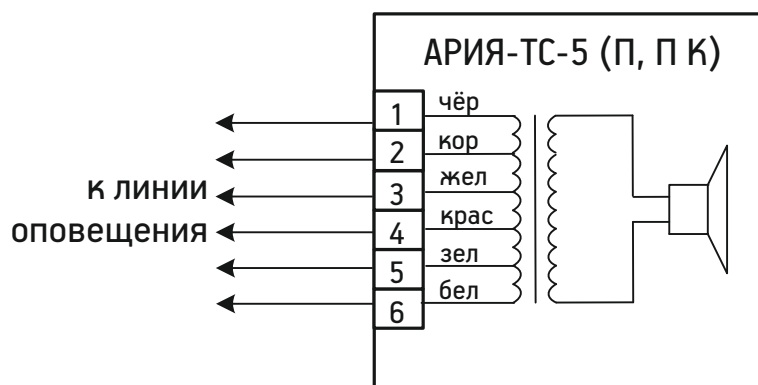 АРИЯ-ТС-5 (П, П К)
1 чёр
2 кор
3 жел
4 крас
5 зел
6 бел
к линии
оповещения